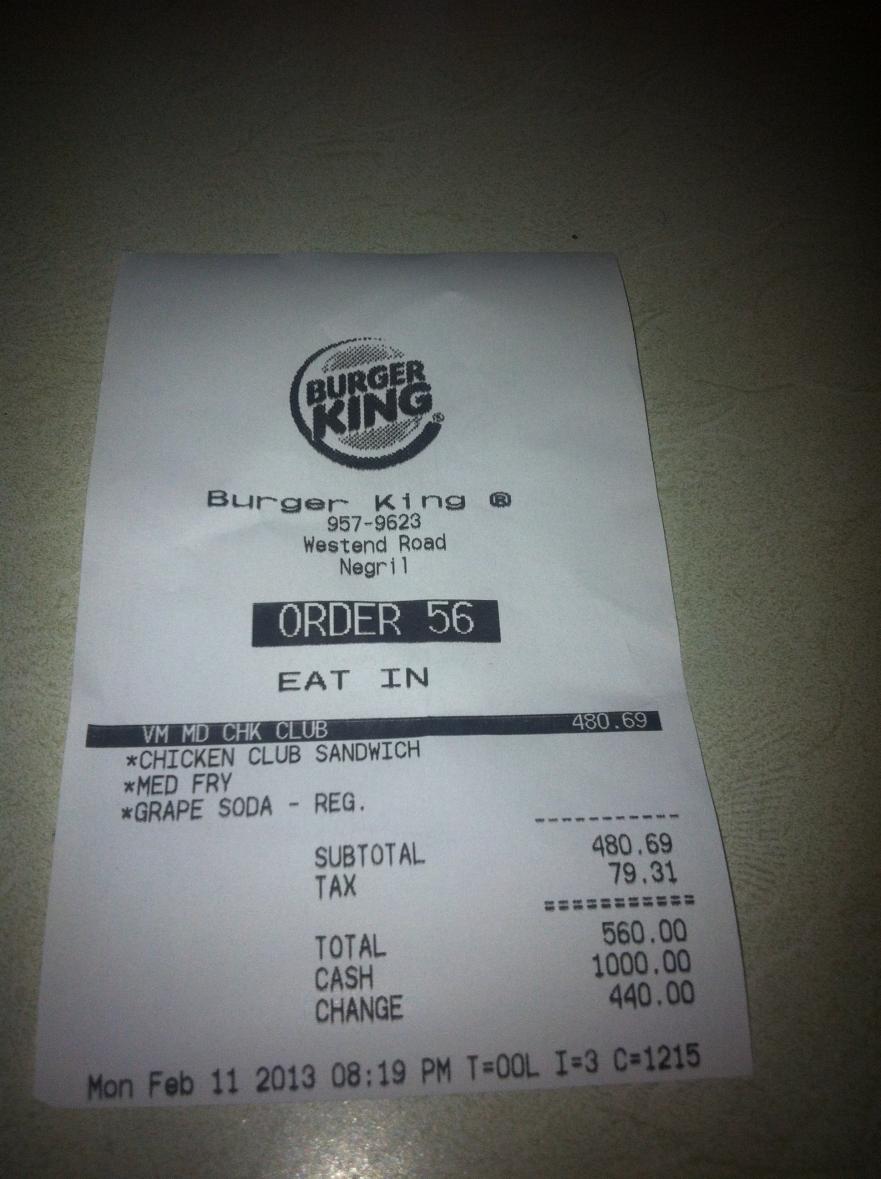 BURGER
KING®
Burger King ®
957-9623
Westend Road
Negril
ORDER 56
EAT IN
VM MD CHK CLUB 480.69
*CHICKEN CLUB SANDWICH
*MED FRY
*GRAPE SODA - REG.
----------
SUBTOTAL 480.69
TAX 79.31
===========
TOTAL 560.00
CASH 1000.00
CHANGE 440.00
Mon Feb 11 2013 08:19 PM T=00L I=3 C=1215